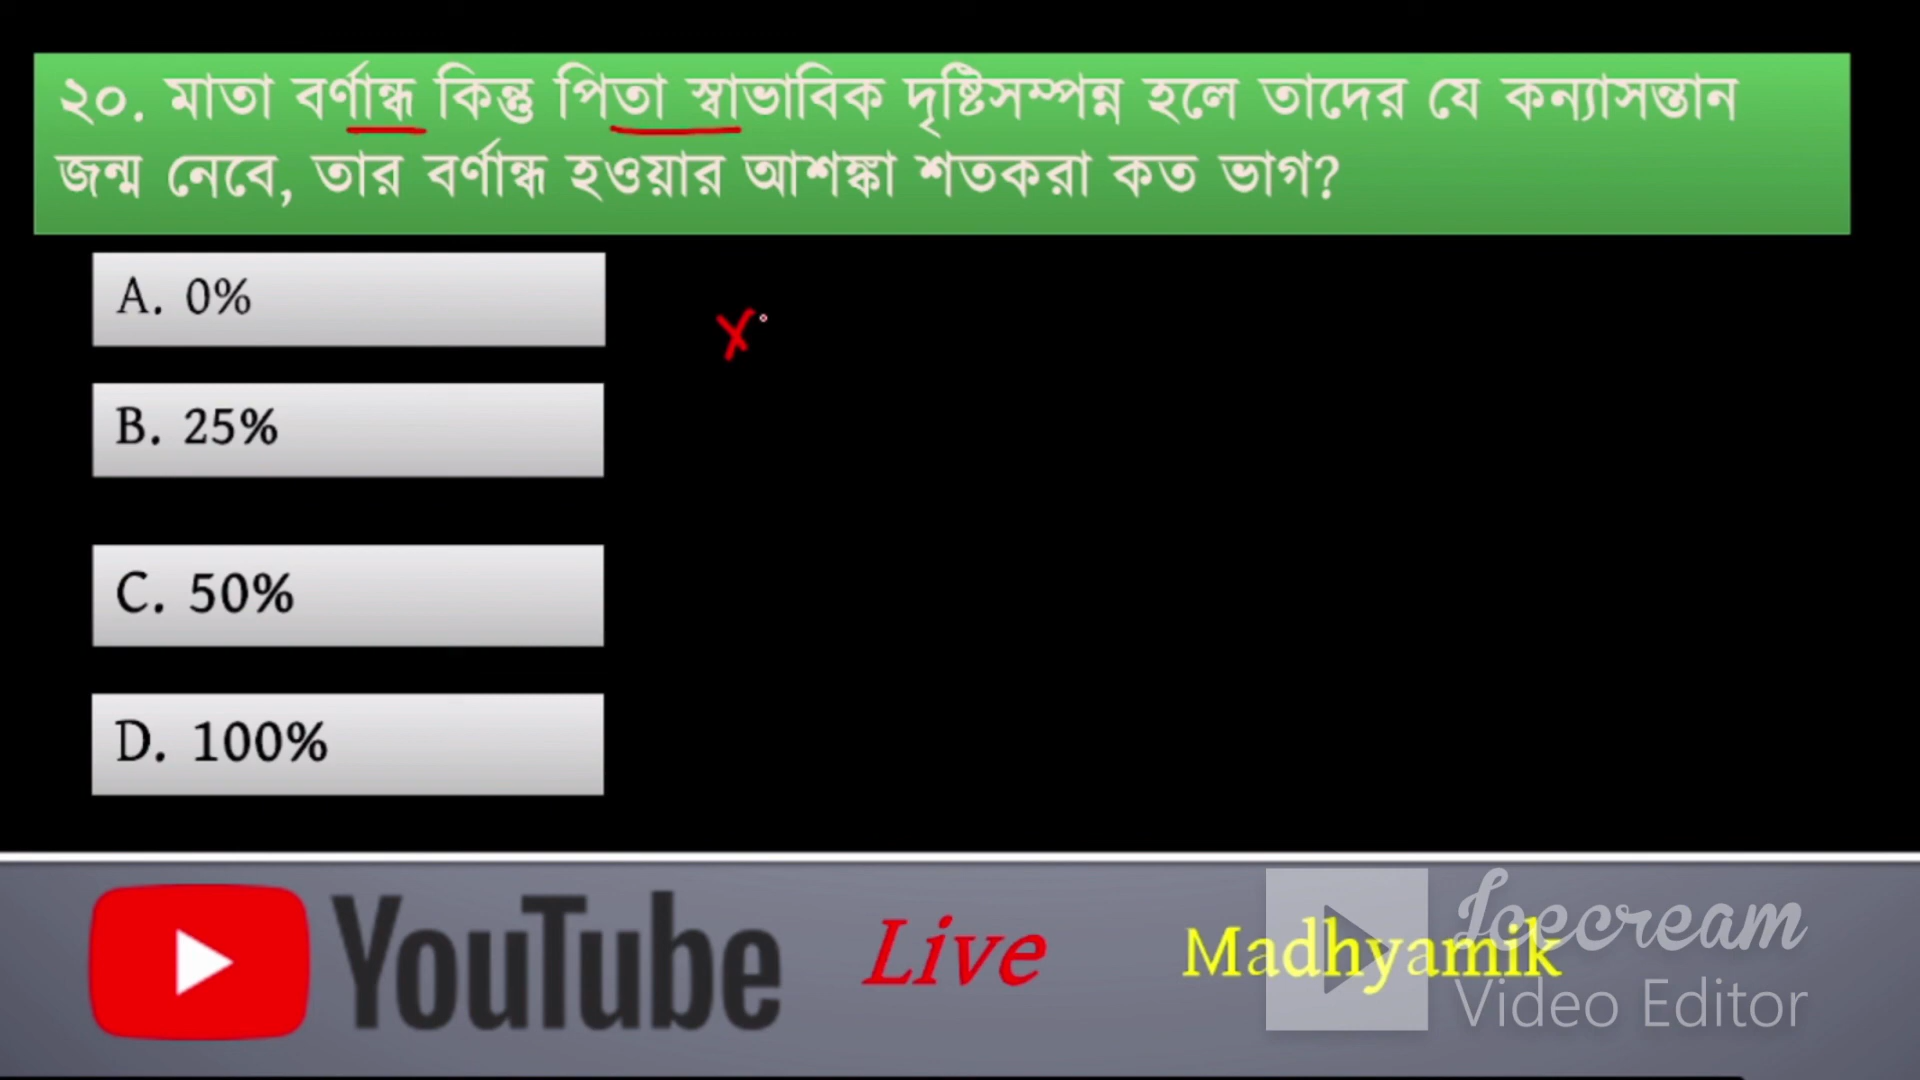 ২০. মাতা বর্ণান্ধ কিন্তু পিতা স্বাভাবিক দৃষ্টিসম্পন্ন হলে তাদের যে কন্যাসন্তান
জন্ম নেবে, তার বর্ণান্ধ হওয়ার আশঙ্কা শতকরা কত ভাগ?
A. 0%
X
B. 25%
C. 50%
D. 100%
YouTube Live Madhyamik
Icecream
Video Editor